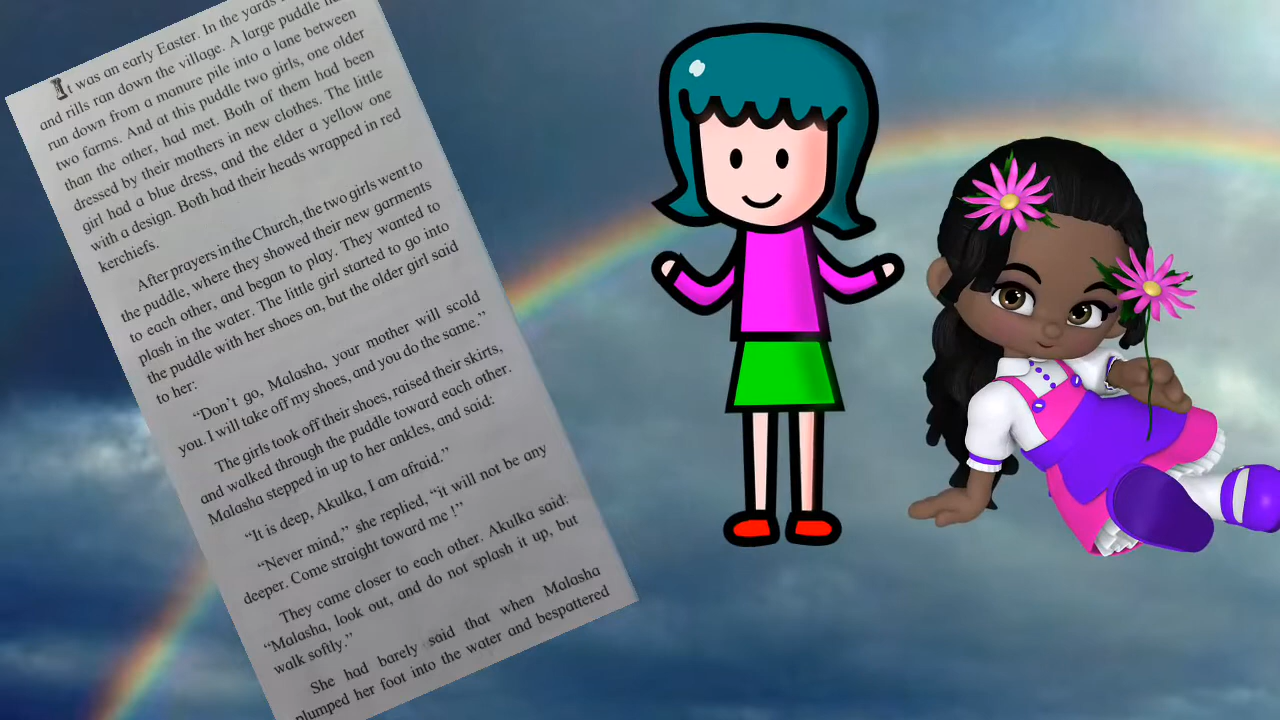 It was an early Easter. In the yards
and rills ran down the village. A large puddle
run down from a manure pile into a lane between
two farms. And at this puddle two girls, one older
than the other, had met. Both of them had been
dressed by their mothers in new clothes. The little
girl had a blue dress, and the elder a yellow one
with a design. Both had their heads wrapped in red
kerchiefs.
After prayers in the Church, the two girls went to
the puddle, where they showed their new garments
to each other, and began to play. They wanted to
plash in the water. The little girl started to go into
the puddle with her shoes on, but the older girl said
to her:
“Don’t go, Malasha, your mother will scold
you. I will take off my shoes, and you do the same.”
The girls took off their shoes, raised their skirts,
and walked through the puddle toward each other.
Malasha stepped in up to her ankles, and said:
“It is deep, Akulka, I am afraid.”
“Never mind,” she replied, “it will not be any
deeper. Come straight toward me !”
They came closer to each other. Akulka said:
“Malasha, look out, and do not splash it up, but
walk softly.”
She had barely said that when Malasha
plumped her foot into the water and bespattered